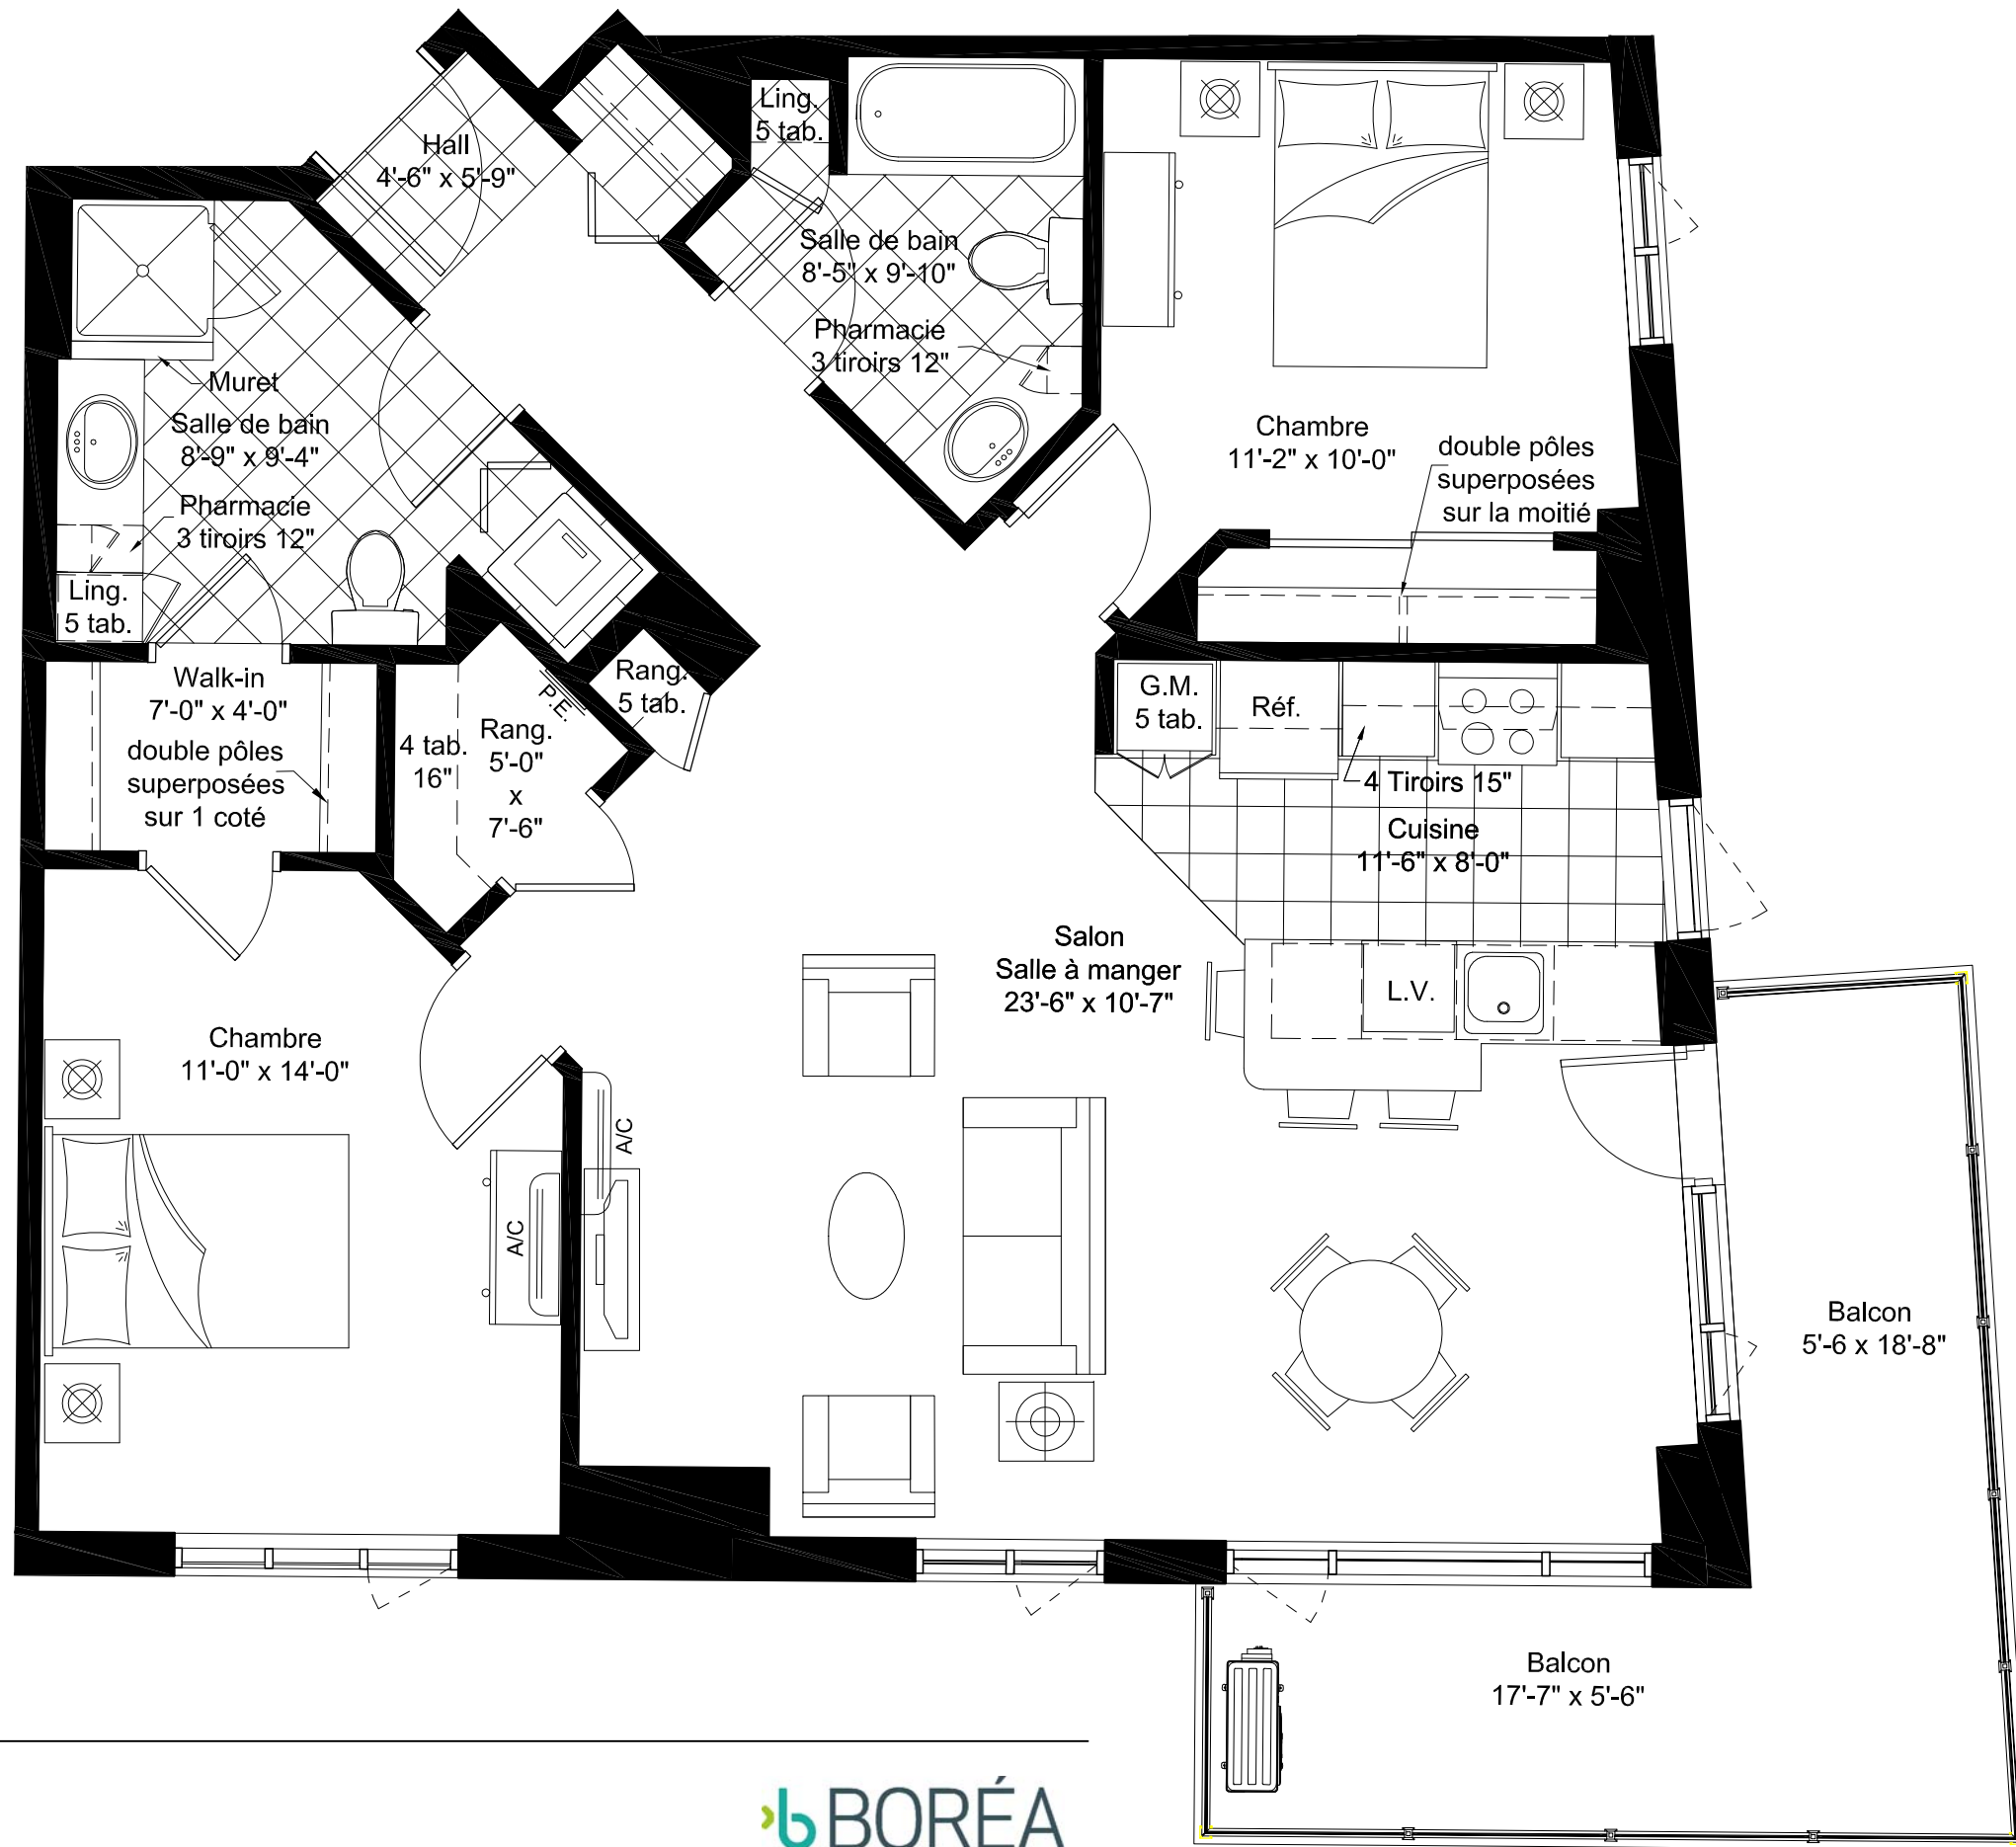 Hall
4'-6" x 5'-9"
Ling.
5 tab.
Salle de bain
8'-5" x 9'-10"
Pharmacie
3 tiroirs 12"
Muret
Salle de bain
8'-9" x 9'-4"
Pharmacie
3 tiroirs 12"
Ling.
5 tab.
Chambre
11'-2" x 10'-0"
double pôles
superposées
sur la moitié
Walk-in
7'-0" x 4'-0"
double pôles
superposées
sur 1 coté
4 tab.
16"
Rang.
5'-0"
x
7'-6"
P.E.
Rang.
5 tab.
G.M.
5 tab.
Réf.
4 Tiroirs 15"
Cuisine
11'-6" x 8'-0"
Salon
Salle à manger
23'-6" x 10'-7"
L.V.
Chambre
11'-0" x 14'-0"
A/C
A/C
Balcon
5'-6 x 18'-8"
Balcon
17'-7" x 5'-6"
BORÉA